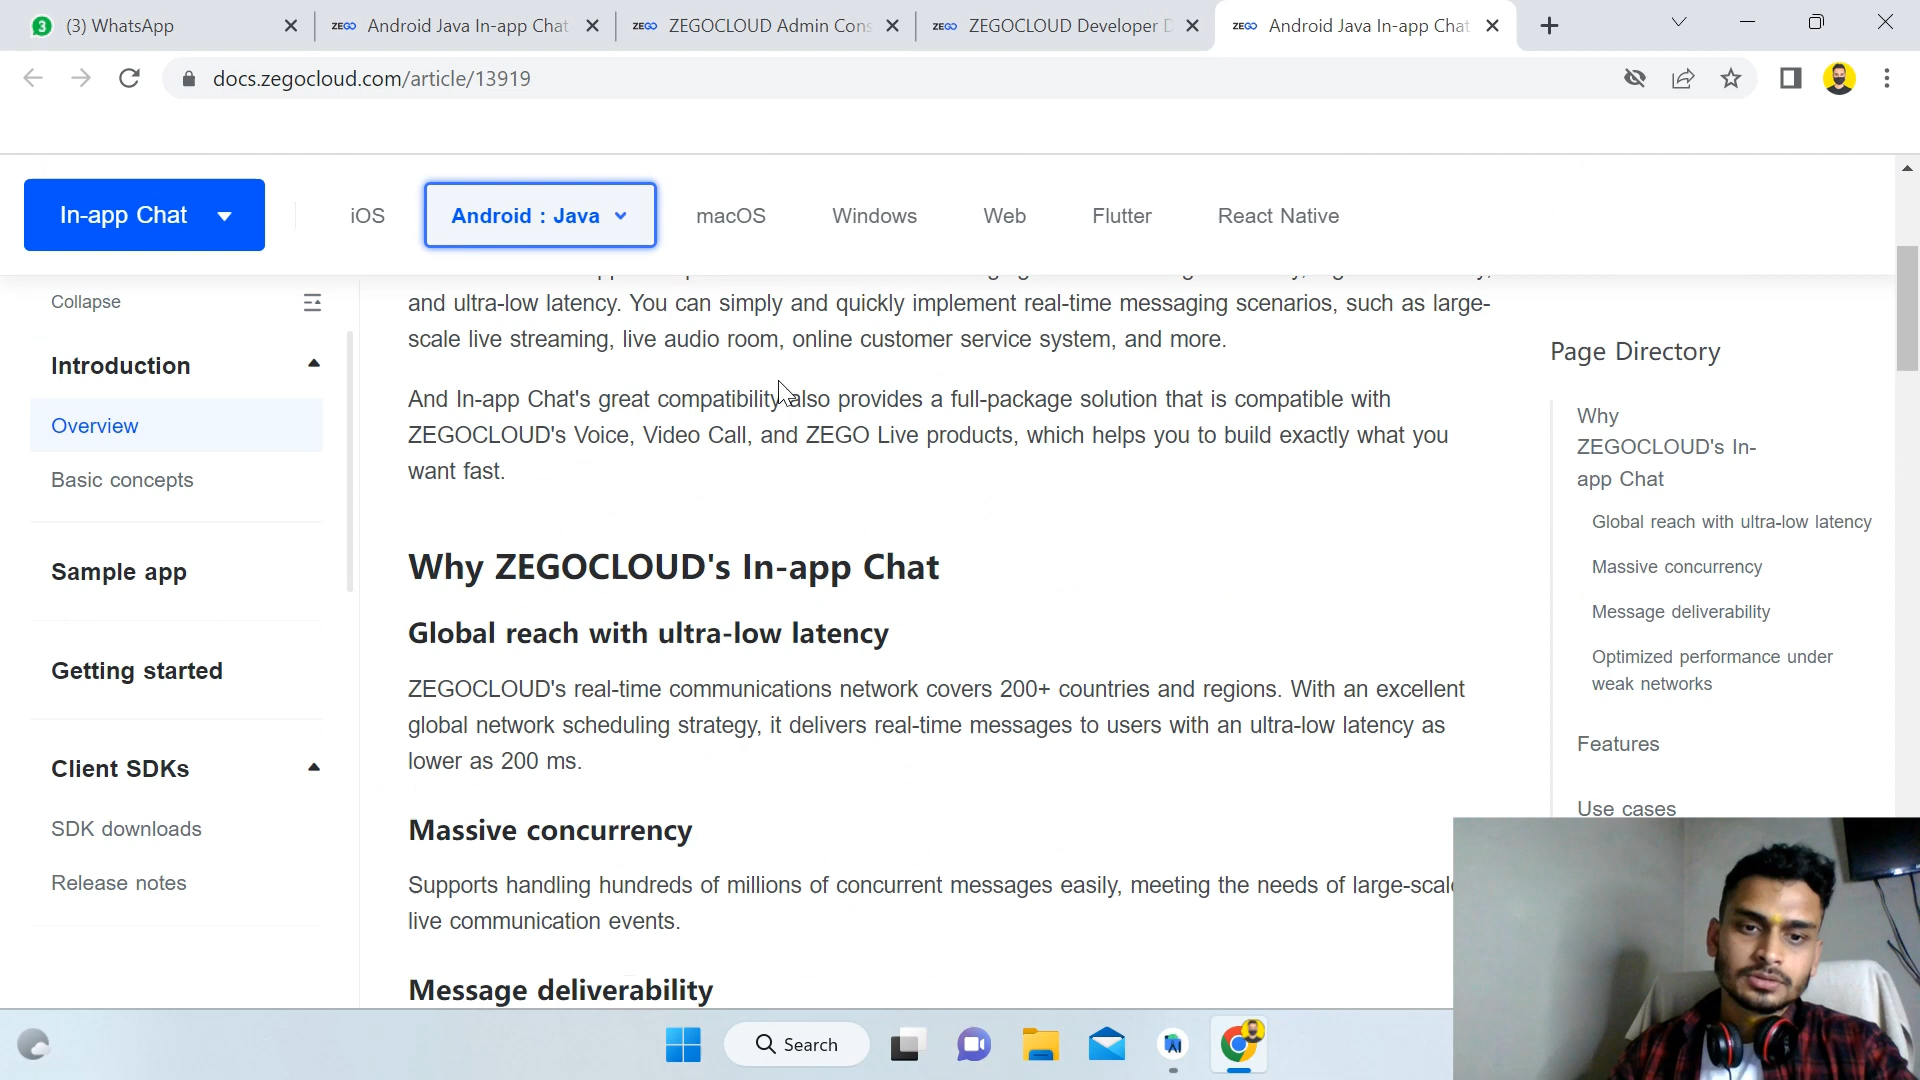 3
(3) WhatsApp
ZEGO Android Java In-app Chat
ZEGO ZEGOCLOUD Admin Cons
ZEGO ZEGOCLOUD Developer D
ZEGO Android Java In-app Chat
docs.zegocloud.com/article/13919
In-app Chat
iOS
Android : Java
macOS
Windows
Web
Flutter
React Native
Collapse
Introduction
Overview
Basic concepts
Sample app
Getting started
Client SDKs
SDK downloads
Release notes
and ultra-low latency. You can simply and quickly implement real-time messaging scenarios, such as large-
scale live streaming, live audio room, online customer service system, and more.
And In-app Chat's great compatibility also provides a full-package solution that is compatible with
ZEGOCLOUD's Voice, Video Call, and ZEGO Live products, which helps you to build exactly what you
want fast.
Why ZEGOCLOUD's In-app Chat
Global reach with ultra-low latency
ZEGOCLOUD's real-time communications network covers 200+ countries and regions. With an excellent
global network scheduling strategy, it delivers real-time messages to users with an ultra-low latency as
lower as 200 ms.
Massive concurrency
Supports handling hundreds of millions of concurrent messages easily, meeting the needs of large-scal
live communication events.
Message deliverability
Page Directory
Why
ZEGOCLOUD's In-
app Chat
Global reach with ultra-low latency
Massive concurrency
Message deliverability
Optimized performance under
weak networks
Features
Use cases
Search